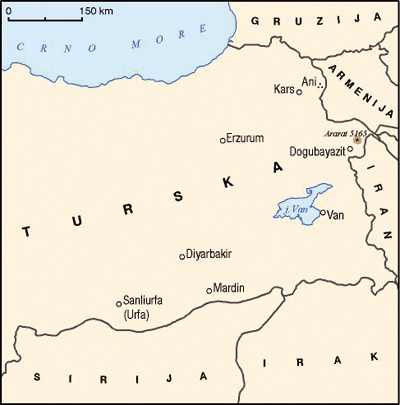 0 150 km
GRUZIJA
CRNO MORE
ARMENIJA
Ani
Kars
Ararat 5165
Erzurum
Dogubayazit
IRAN
TURSKA
j. Van
Van
Diyarbakir
Mardin
Sanliurfa
(Urfa)
SIRIJA
IRAK